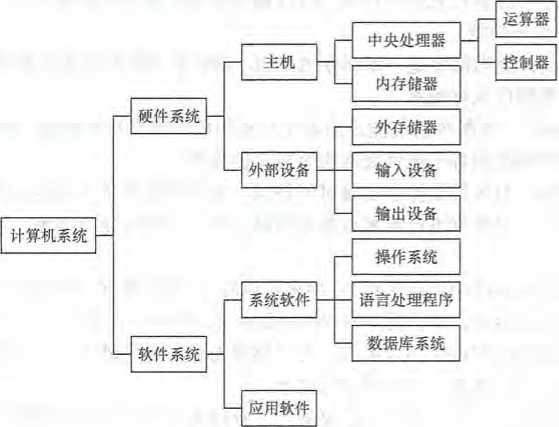 运算器
中央处理器
主机
控制器
内存储器
硬件系统
外存储器
外部设备
输入设备
输出设备
计算机系统
操作系统
系统软件
语言处理程序
软件系统
数据库系统
应用软件